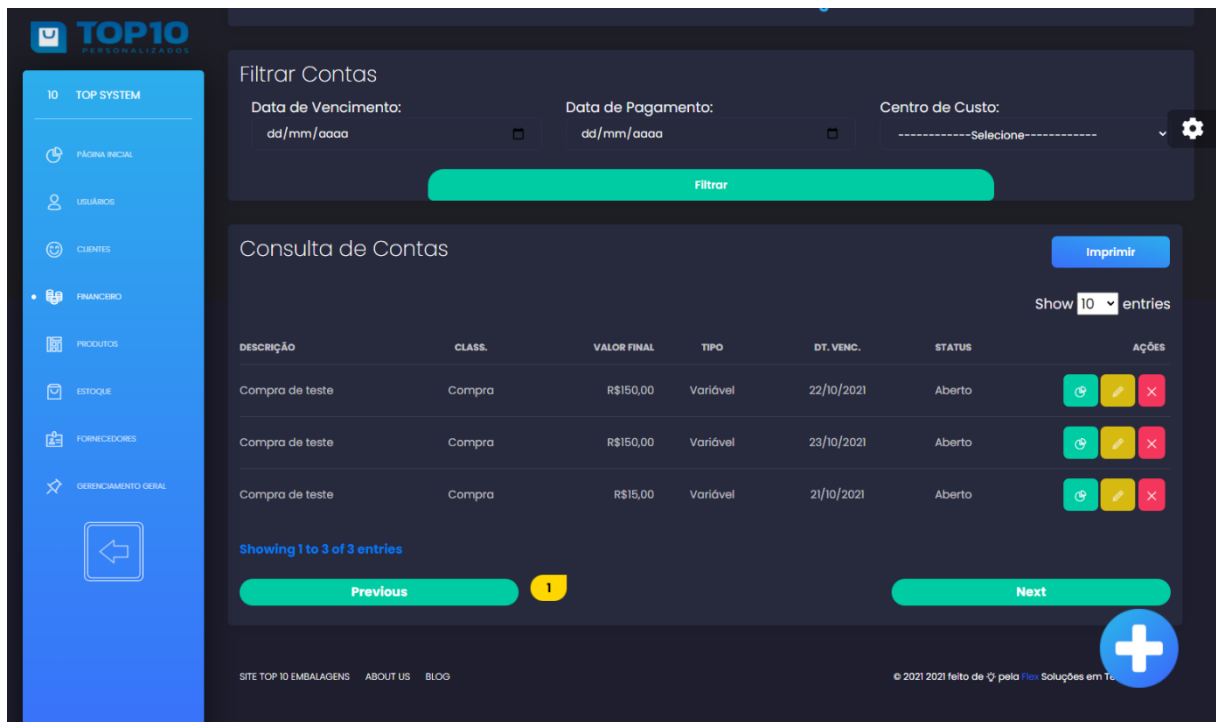 TOP10
PERSONALIZADOS
10 TOP SYSTEM
PÁGINA INICIAL
USUÁRIOS
CLIENTES
FINANCEIRO
PRODUTOS
ESTOQUE
FORNECEDORES
GERENCIAMENTO GERAL
Filtrar Contas
Data de Vencimento: Data de Pagamento: Centro de Custo:
dd/mm/aaaa dd/mm/aaaa ------------Selecione------------
Filtrar
Consulta de Contas
Imprimir
Show 10 entries
DESCRIÇÃO CLASS. VALOR FINAL TIPO DT. VENC. STATUS AÇÕES
Compra de teste Compra R$150,00 Variável 22/10/2021 Aberto
Compra de teste Compra R$150,00 Variável 23/10/2021 Aberto
Compra de teste Compra R$15,00 Variável 21/10/2021 Aberto
Showing 1 to 3 of 3 entries
Previous 1 Next
SITE TOP 10 EMBALAGENS ABOUT US BLOG
© 2021 2021 feito de pela Flex Soluções em